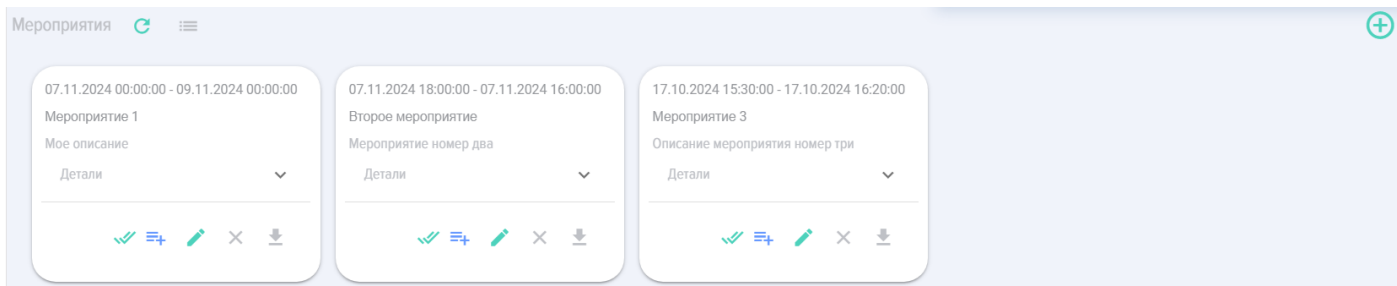 Мероприятия
07.11.2024 00:00:00 - 09.11.2024 00:00:00
Мероприятие 1
Мое описание
Детали
07.11.2024 18:00:00 - 07.11.2024 16:00:00
Второе мероприятие
Мероприятие номер два
Детали
17.10.2024 15:30:00 - 17.10.2024 16:20:00
Мероприятие 3
Описание мероприятия номер три
Детали